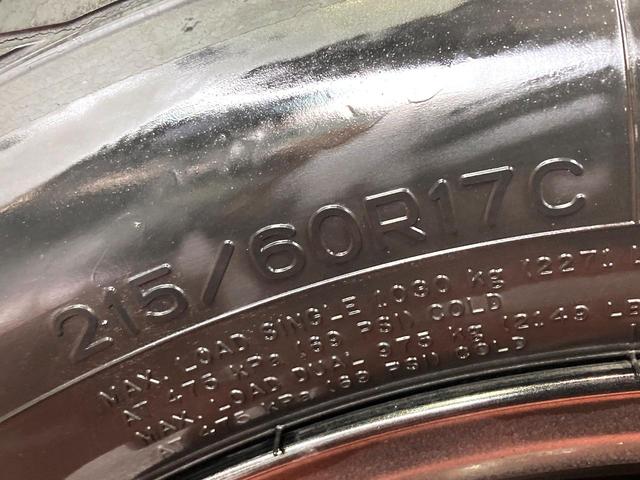 215/60R17C
MAX. LOAD SINGLE 1030 kg (2271
AT 475 KPa (69 PSI) COLD
MAX. LOAD DUAL 975 kg (2149 LB
AT 475 KPa (69 PSI) COLD